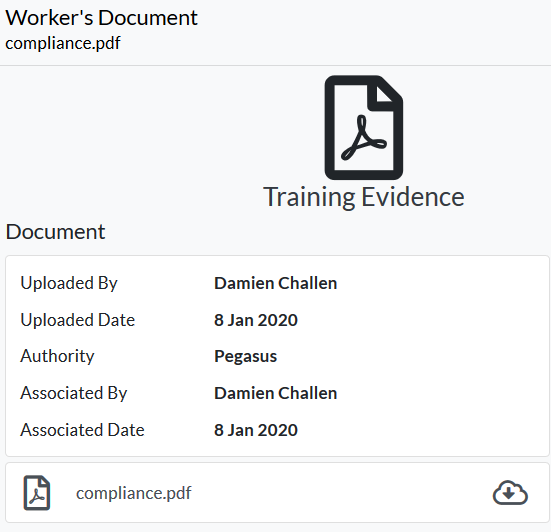 Worker's Document
compliance.pdf
Training Evidence
Document
Uploaded By Damien Challen
Uploaded Date 8 Jan 2020
Authority Pegasus
Associated By Damien Challen
Associated Date 8 Jan 2020
compliance.pdf